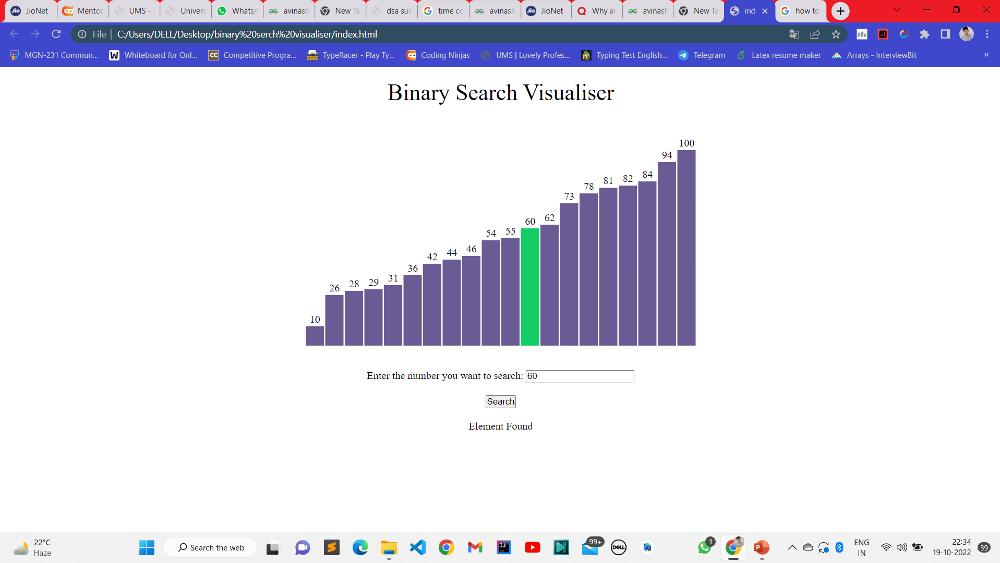 JioNet Mentor UMS - Univers WhatsA avinash New Ta dsa sum time co avinash JioNet Why ar avinash New Ta ind how to
File C:/Users/DELL/Desktop/binary%20serch%20visualiser/index.html
MGN-231 Commun... Whiteboard for Onl... CC Competitive Progra... TypeRacer - Play Ty... Coding Ninjas UMS | Lovely Profes... Typing Test English... Telegram Latex resume maker Arrays - InterviewBit »
Binary Search Visualiser
10 26 28 29 31 36 42 44 46 54 55 60 62 73 78 81 82 84 94 100
Enter the number you want to search: 60
Search
Element Found
22°C
Haze
Search the web
99+
DELL
1
ENG
IN
22:34
19-10-2022
39